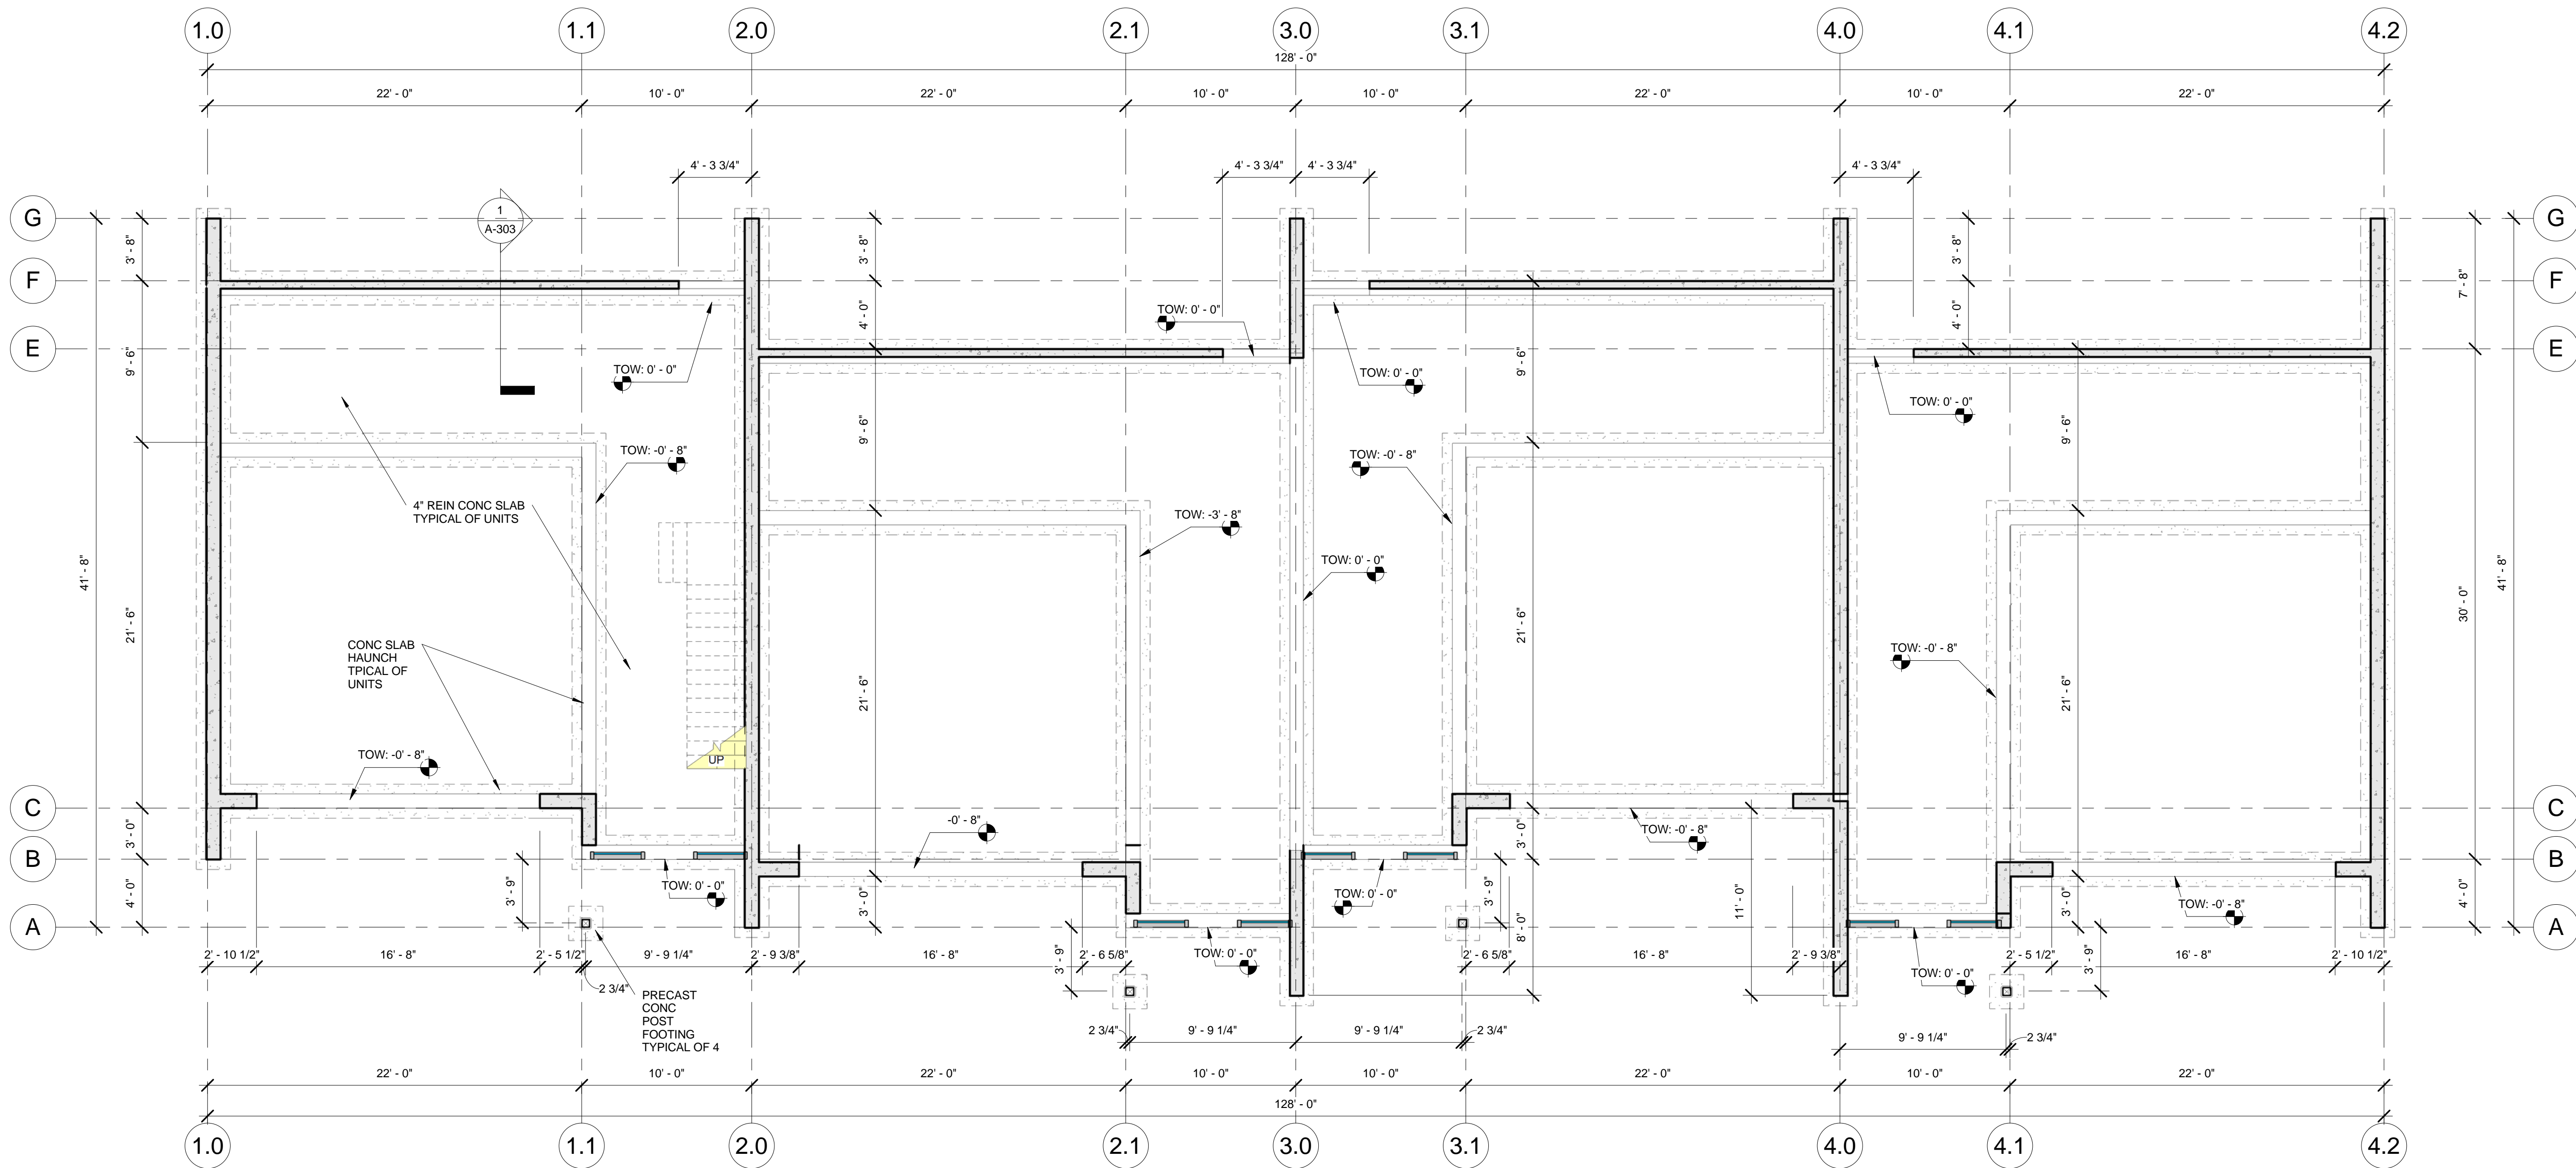 1.0 1.1 2.0 2.1 3.0 3.1 4.0 4.1 4.2
128' - 0"
22' - 0" 10' - 0" 22' - 0" 10' - 0" 10' - 0" 22' - 0" 10' - 0" 22' - 0"
4' - 3 3/4" 4' - 3 3/4" 4' - 3 3/4" 4' - 3 3/4"
G
F
E
C
B
A
41' - 8"
3' - 8"
9' - 6"
21' - 6"
3' - 0"
4' - 0"
1
A-303
TOW: 0' - 0"
TOW: -0' - 8"
4" REIN CONC SLAB
TYPICAL OF UNITS
CONC SLAB
HAUNCH
TPICAL OF
UNITS
TOW: -0' - 8"
UP
TOW: 0' - 0"
3' - 9"
3' - 8"
4' - 0"
9' - 6"
21' - 6"
3' - 0"
TOW: 0' - 0"
TOW: -3' - 8"
-0' - 8"
TOW: 0' - 0"
3' - 9"
TOW: 0' - 0"
TOW: -0' - 8"
TOW: 0' - 0"
9' - 6"
21' - 6"
3' - 0"
8' - 0"
3' - 9"
TOW: 0' - 0"
TOW: -0' - 8"
11' - 0"
3' - 8"
4' - 0"
TOW: 0' - 0"
9' - 6"
TOW: -0' - 8"
21' - 6"
3' - 0"
TOW: -0' - 8"
TOW: 0' - 0"
3' - 9"
7' - 8"
30' - 0"
4' - 0"
41' - 8"
G
F
E
C
B
A
2' - 10 1/2" 16' - 8" 2' - 5 1/2" 9' - 9 1/4" 2' - 9 3/8" 16' - 8" 2' - 6 5/8" 2' - 6 5/8" 16' - 8" 2' - 9 3/8" 2' - 5 1/2" 16' - 8" 2' - 10 1/2"
2 3/4"
PRECAST
CONC
POST
FOOTING
TYPICAL OF 4
2 3/4" 9' - 9 1/4" 9' - 9 1/4" 2 3/4" 9' - 9 1/4" 2 3/4"
22' - 0" 10' - 0" 22' - 0" 10' - 0" 10' - 0" 22' - 0" 10' - 0" 22' - 0"
128' - 0"
1.0 1.1 2.0 2.1 3.0 3.1 4.0 4.1 4.2